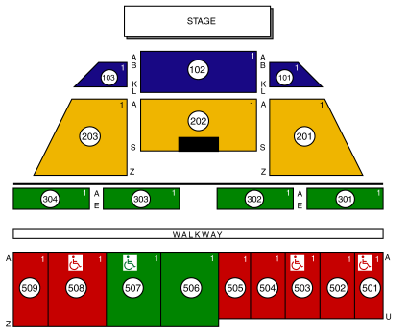 STAGE
A A
B B
1 1 1
103 102 101
K K
L L
A 1 1 1 A
203 202 201
S S
Z Z
1 A 1 1 A 1
304 303 302 301
E E
WALKWAY
A 1 1 1 1 1 1 1 1 1 A
509 508 507 506 505 504 503 502 501
Z U